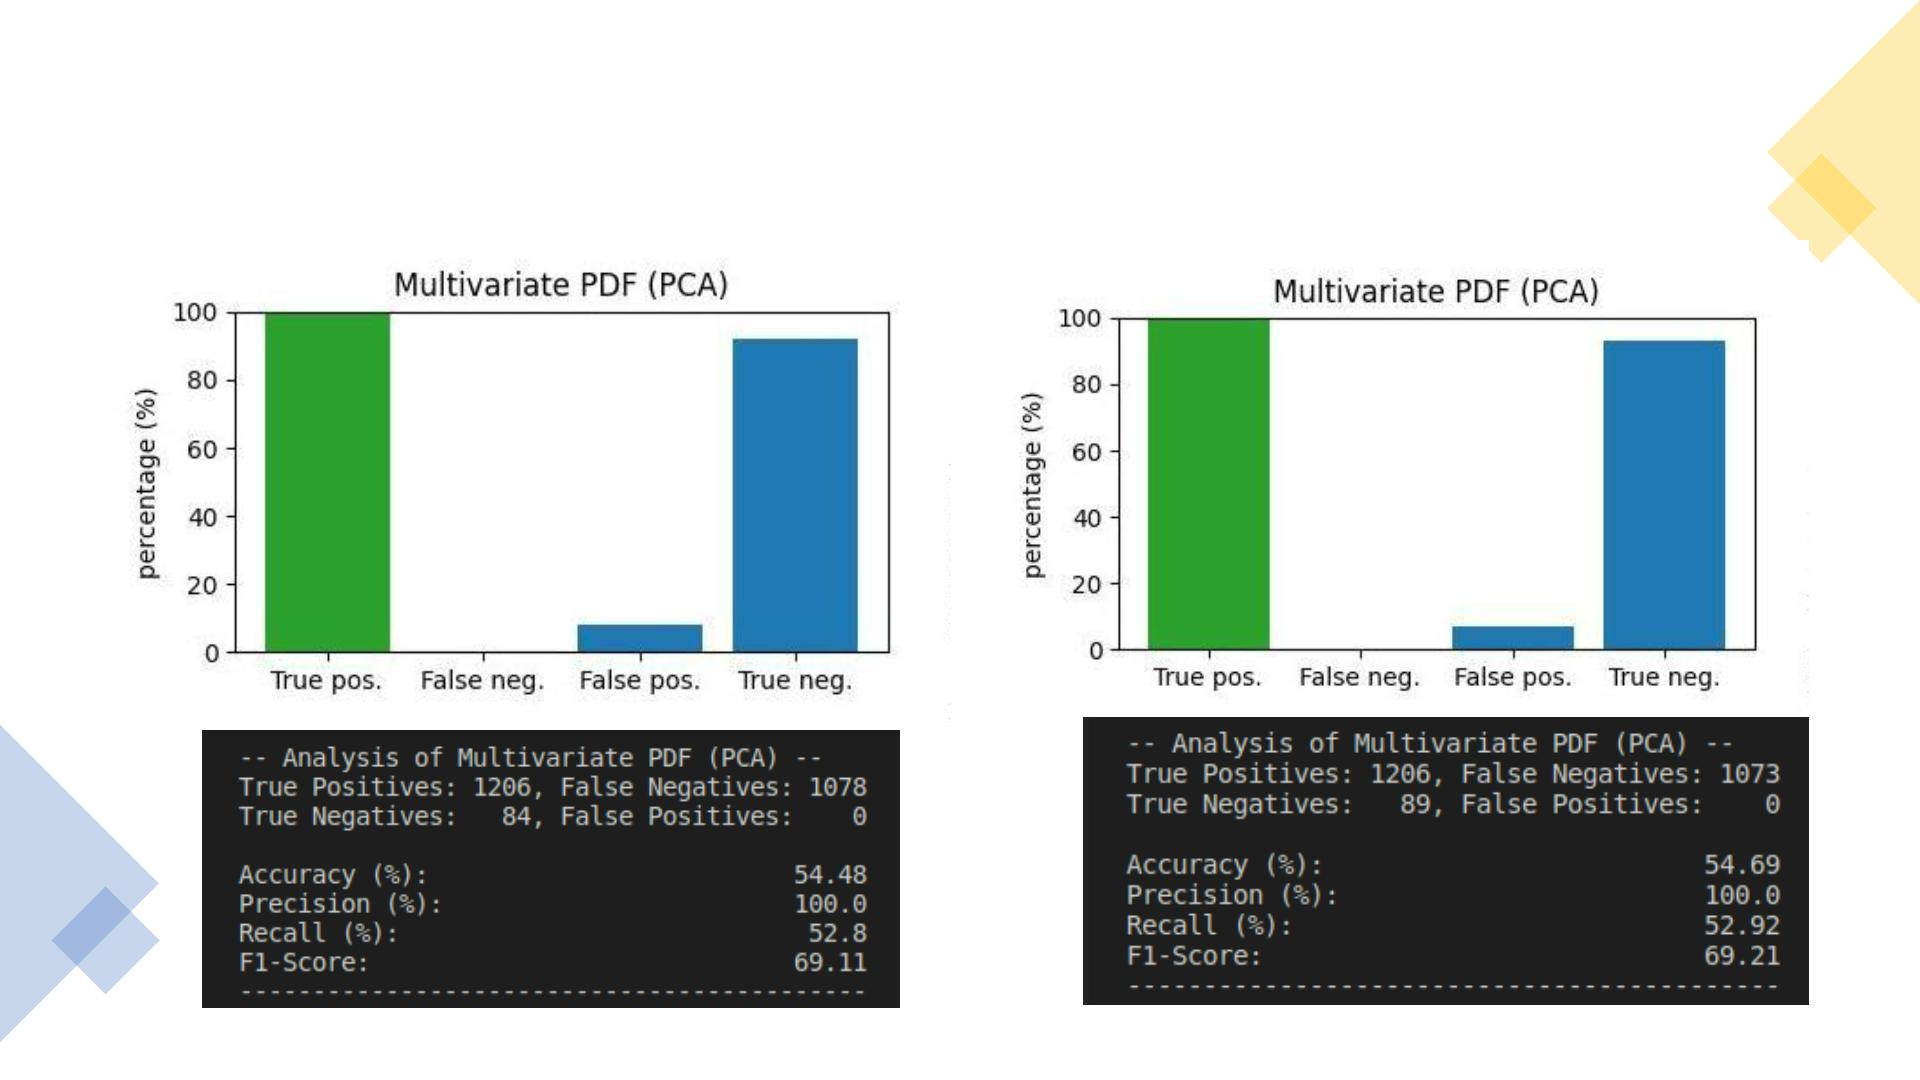 Multivariate PDF (PCA)
percentage (%)
100
80
60
40
20
0
True pos. False neg. False pos. True neg.
-- Analysis of Multivariate PDF (PCA) --
True Positives: 1206, False Negatives: 1078
True Negatives: 84, False Positives: 0
Accuracy (%): 54.48
Precision (%): 100.0
Recall (%): 52.8
F1-Score: 69.11
-------------------------------------------
Multivariate PDF (PCA)
percentage (%)
100
80
60
40
20
0
True pos. False neg. False pos. True neg.
-- Analysis of Multivariate PDF (PCA) --
True Positives: 1206, False Negatives: 1073
True Negatives: 89, False Positives: 0
Accuracy (%): 54.69
Precision (%): 100.0
Recall (%): 52.92
F1-Score: 69.21
-------------------------------------------